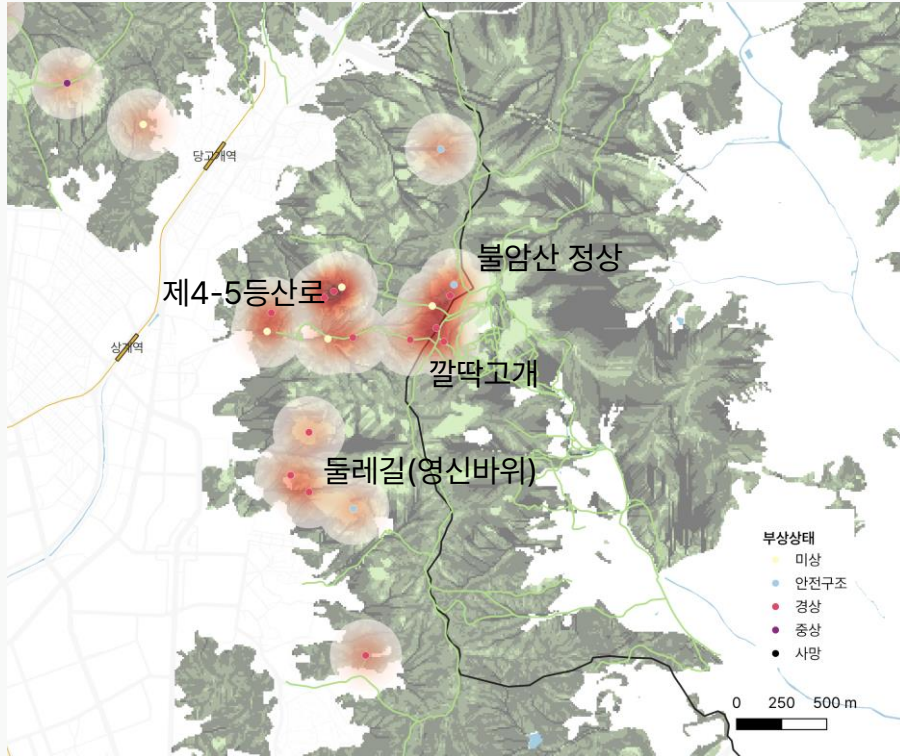 당고개역
불암산 정상
제4-5등산로
상계역
깔딱고개
둘레길(영신바위)
부상상태
미상
안전구조
경상
중상
사망
0 250 500 m